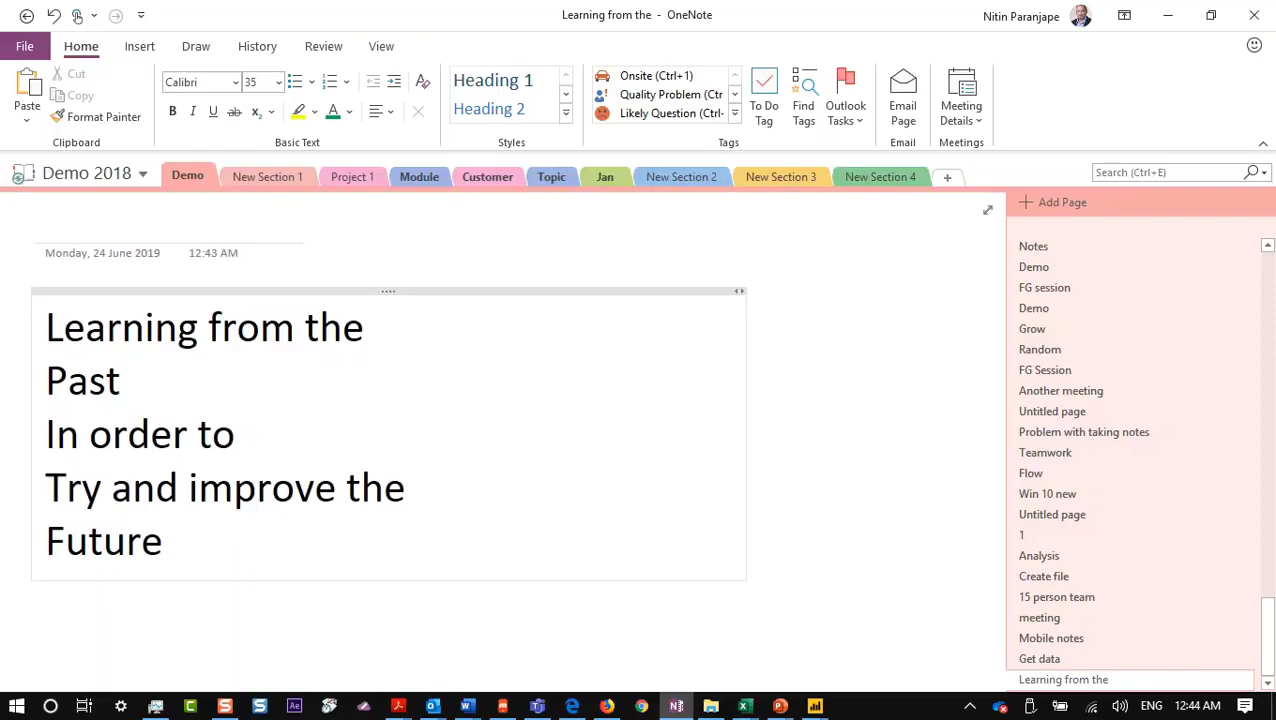 Learning from the - OneNote
Nitin Paranjape
File Home Insert Draw History Review View
Paste
Cut
Copy
Format Painter
Clipboard
Calibri 35
B I U ab X₂ A
Basic Text
Heading 1
Heading 2
Styles
Onsite (Ctrl+1)
Quality Problem (Ctr
Likely Question (Ctrl-
To Do Tag
Find Tags
Outlook Tasks
Tags
Email Page
Email
Meeting Details
Meetings
Demo 2018
Demo New Section 1 Project 1 Module Customer Topic Jan New Section 2 New Section 3 New Section 4
Search (Ctrl+E)
Add Page
Monday, 24 June 2019 12:43 AM
Learning from the
Past
In order to
Try and improve the
Future
Notes
Demo
FG session
Demo
Grow
Random
FG Session
Another meeting
Untitled page
Problem with taking notes
Teamwork
Flow
Win 10 new
Untitled page
1
Analysis
Create file
15 person team
meeting
Mobile notes
Get data
Learning from the
ENG 12:44 AM